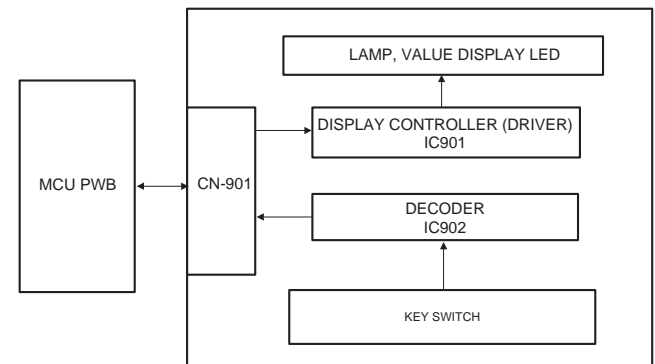 LAMP, VALUE DISPLAY LED
DISPLAY CONTROLLER (DRIVER)
IC901
MCU PWB
CN-901
DECODER
IC902
KEY SWITCH